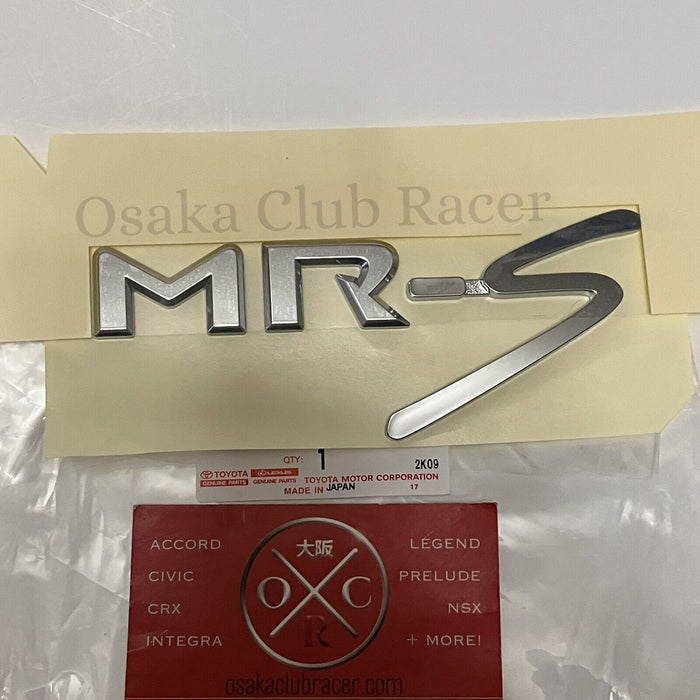 Osaka Club Racer
MR-S
QTY: 1 2K09
TOYOTA LEXUS TOYOTA MOTOR CORPORATION
GENUINE PARTS GENUINE PARTS MADE IN JAPAN 17
ACCORD 大阪 LEGEND
CIVIC PRELUDE
O C
CRX NSX
R
INTEGRA + MORE!
osakaclubracer.com